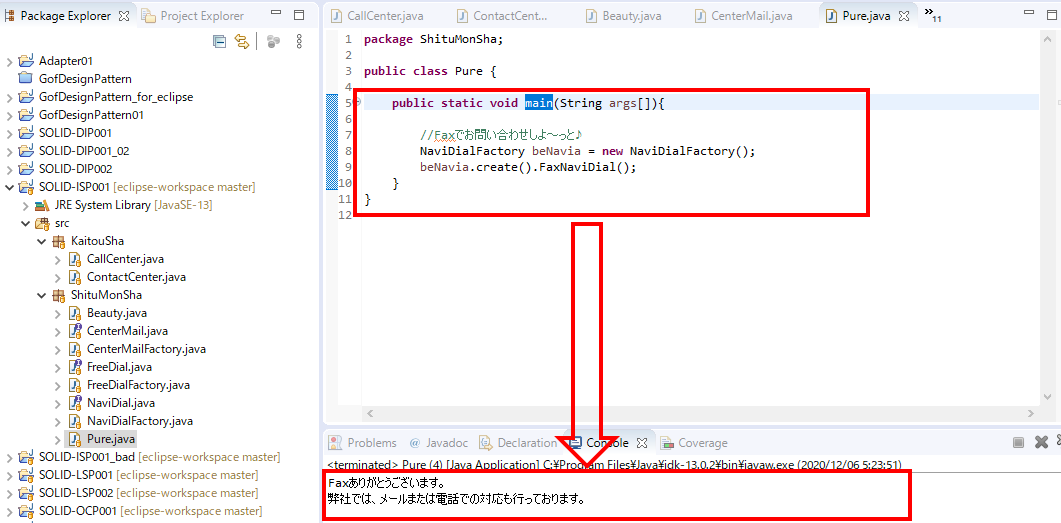 Package Explorer
Project Explorer
Adapter01
GofDesignPattern
GofDesignPattern_for_eclipse
GofDesignPattern01
SOLID-DIP001
SOLID-DIP001_02
SOLID-DIP002
SOLID-ISP001 [eclipse-workspace master]
JRE System Library [JavaSE-13]
src
KaitouSha
CallCenter.java
ContactCenter.java
ShituMonSha
Beauty.java
CenterMail.java
CenterMailFactory.java
FreeDial.java
FreeDialFactory.java
NaviDial.java
NaviDialFactory.java
Pure.java
SOLID-ISP001_bad [eclipse-workspace master]
SOLID-LSP001 [eclipse-workspace master]
SOLID-LSP002 [eclipse-workspace master]
SOLID-OCP001 [eclipse-workspace master]
CallCenter.java
ContactCent...
Beauty.java
CenterMail.java
Pure.java
»11
1 package ShituMonSha;
2
3 public class Pure {
4
5 public static void main(String args[]){
6
7 //Faxでお問い合わせしよ～っと♪
8 NaviDialFactory beNavia = new NaviDialFactory();
9 beNavia.create().FaxNaviDial();
10 }
11 }
12
Problems
@ Javadoc
Declaration
Console
Coverage
<terminated> Pure (4) [Java Application] C:¥Program Files¥Java¥jdk-13.0.2¥bin¥javaw.exe (2020/12/06 5:23:51)
Faxありがとうございます。
弊社では、メールまたは電話での対応も行っております。